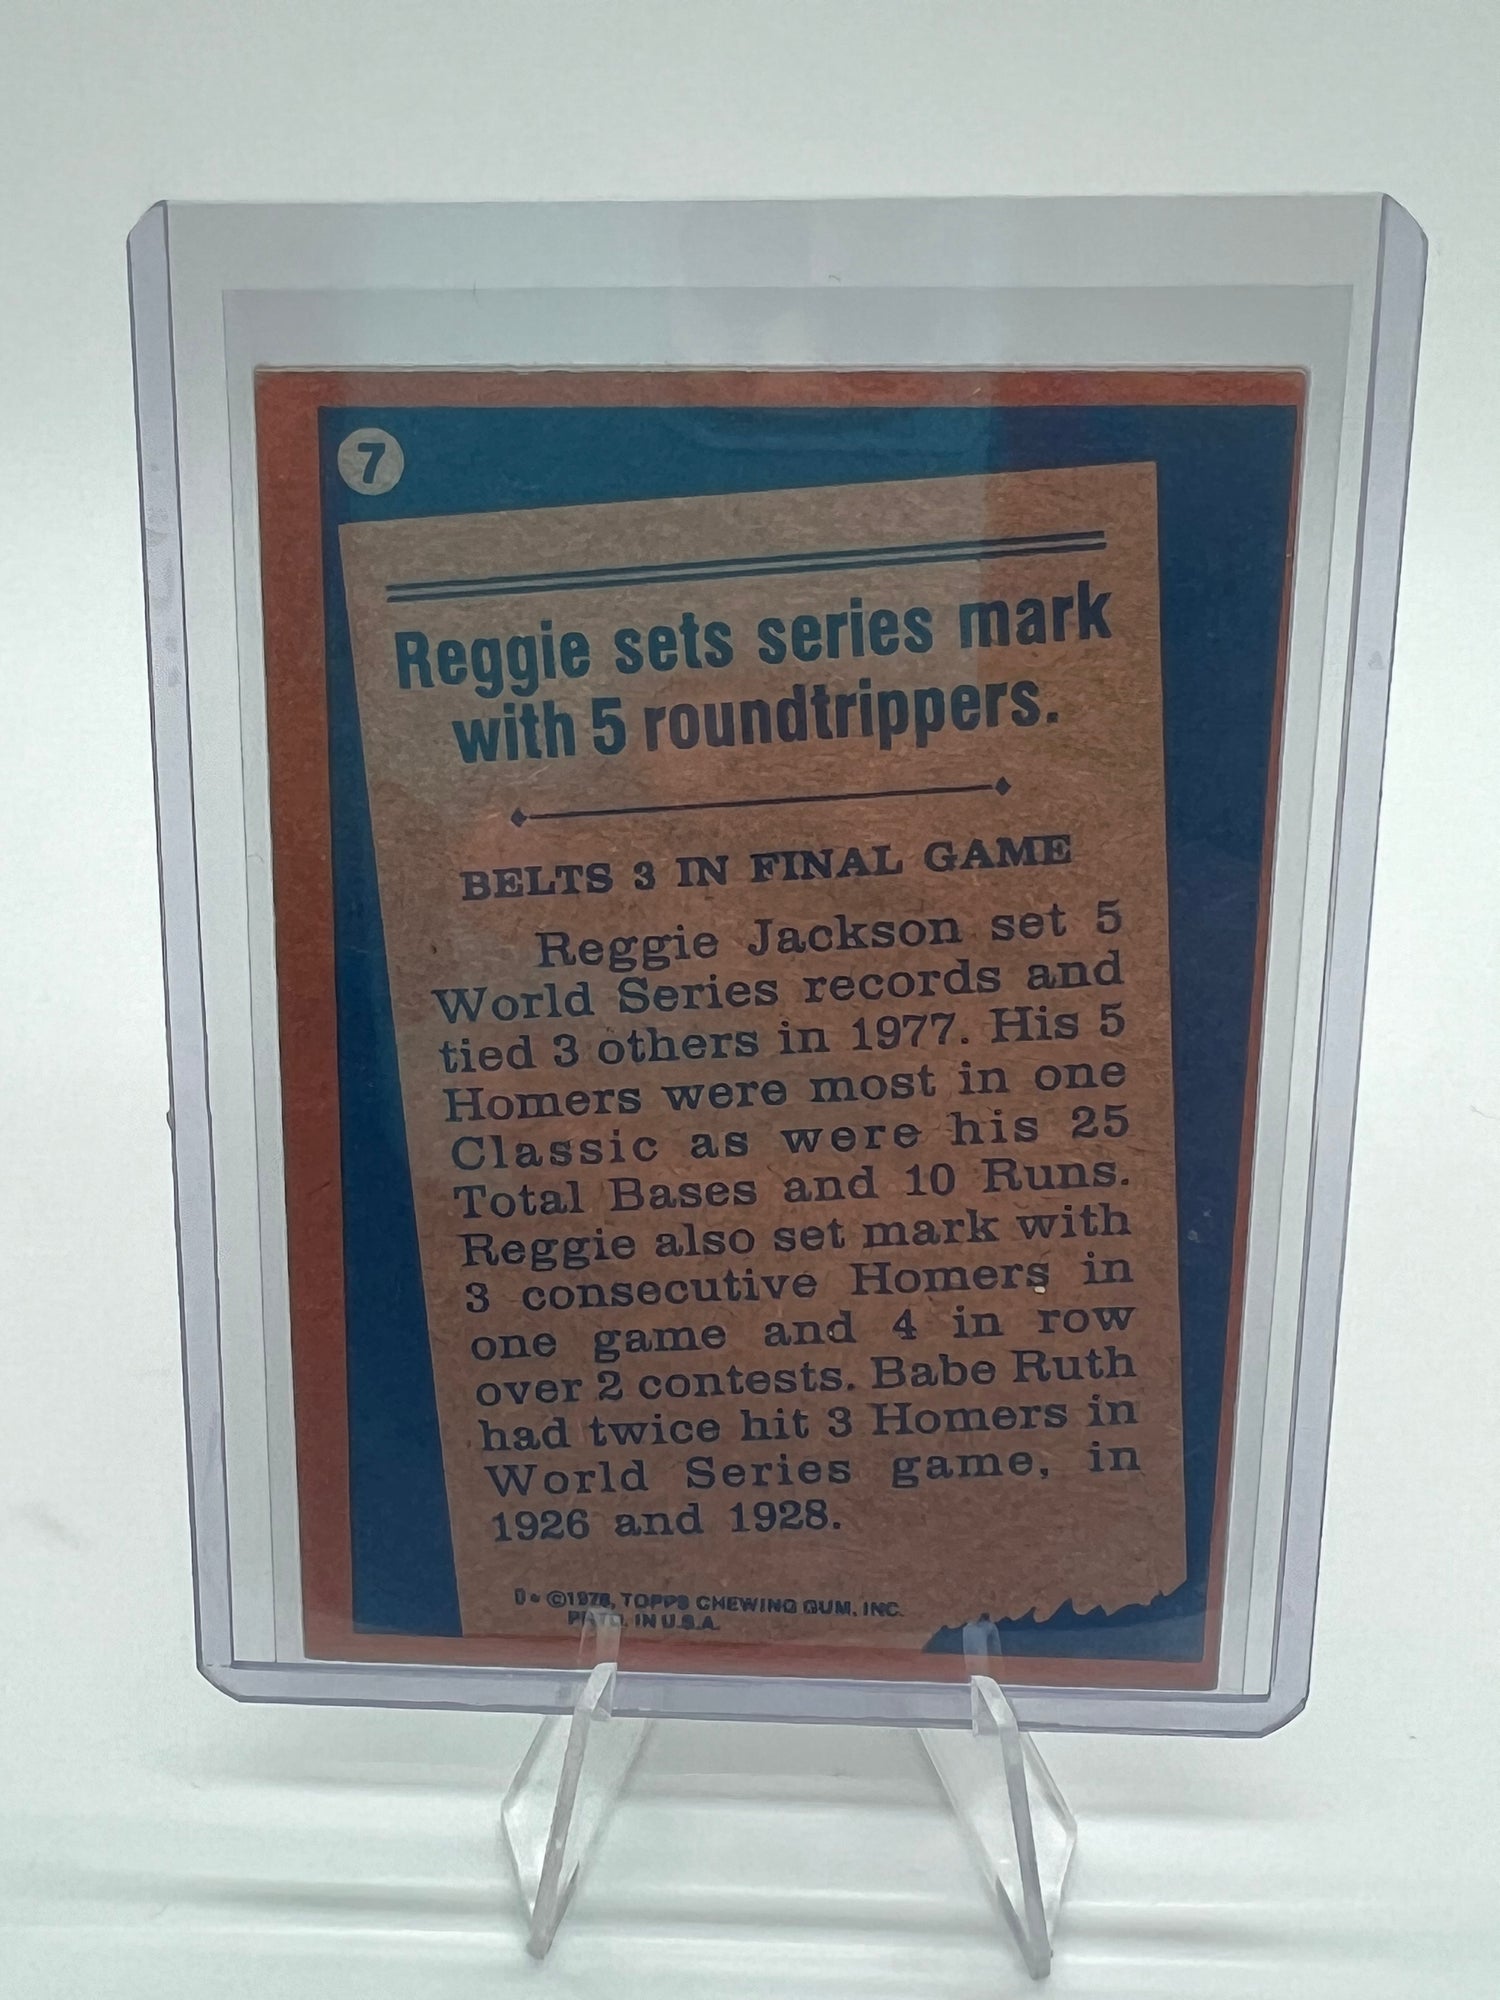 7
Reggie sets series mark
with 5 roundtrippers.
BELTS 3 IN FINAL GAME
Reggie Jackson set 5
World Series records and
tied 3 others in 1977. His 5
Homers were most in one
Classic as were his 25
Total Bases and 10 Runs.
Reggie also set mark with
3 consecutive Homers in
one game and 4 in row
over 2 contests. Babe Ruth
had twice hit 3 Homers in
World Series game, in
1926 and 1928.
©1978, TOPPS CHEWING GUM, INC.
PRTD. IN U.S.A.